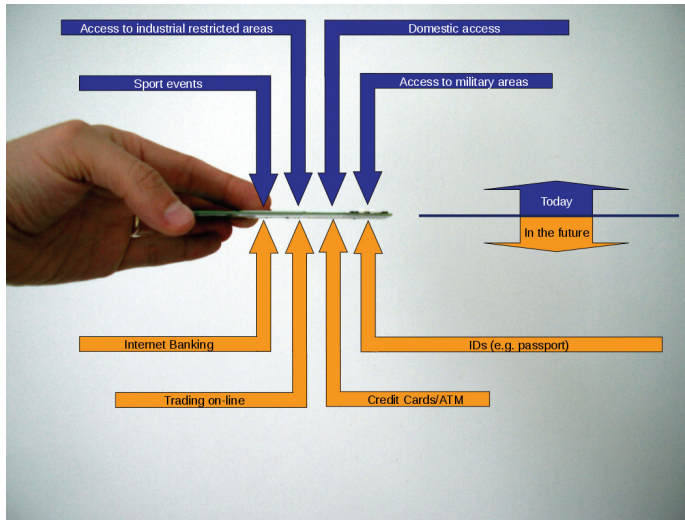 Access to industrial restricted areas
Domestic access
Sport events
Access to military areas
Today
In the future
Internet Banking
IDs (e.g. passport)
Trading on-line
Credit Cards/ATM